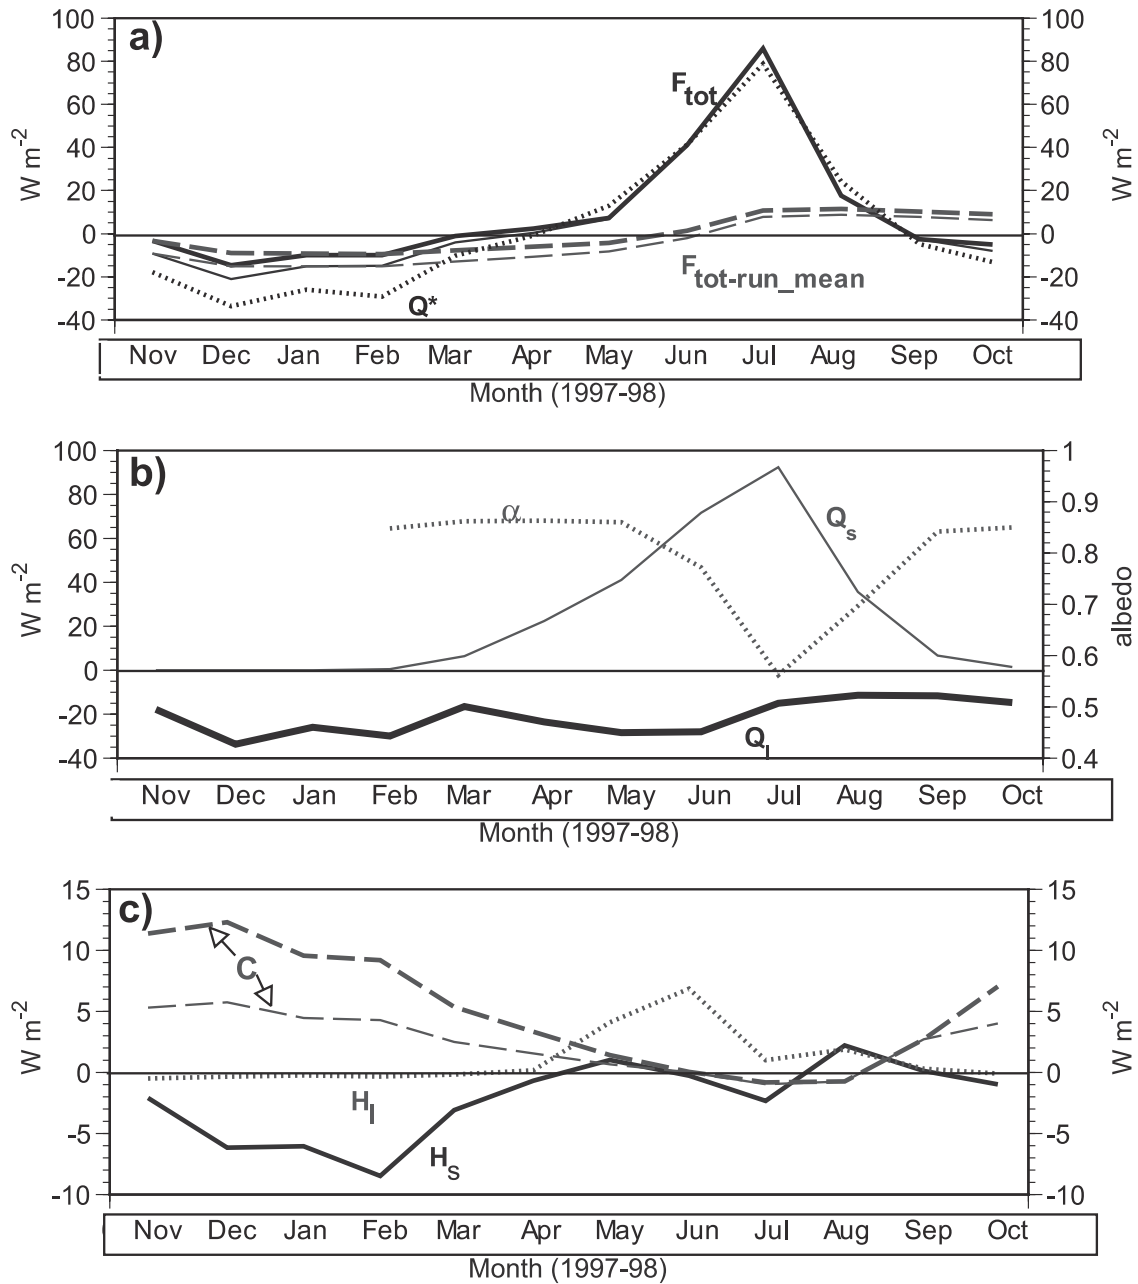 a)
100 80 60 40 20 0 -20 -40
W m-2
F tot
F tot-run_mean
Q*
100 80 60 40 20 0 -20 -40
W m-2
Nov Dec Jan Feb Mar Apr May Jun Jul Aug Sep Oct
Month (1997-98)
b)
100 80 60 40 20 0 -20 -40
W m-2
α
Qs
Ql
1 0.9 0.8 0.7 0.6 0.5 0.4
albedo
Nov Dec Jan Feb Mar Apr May Jun Jul Aug Sep Oct
Month (1997-98)
c)
15 10 5 0 -5 -10
W m-2
C
Hl
Hs
15 10 5 0 -5 -10
W m-2
Nov Dec Jan Feb Mar Apr May Jun Jul Aug Sep Oct
Month (1997-98)